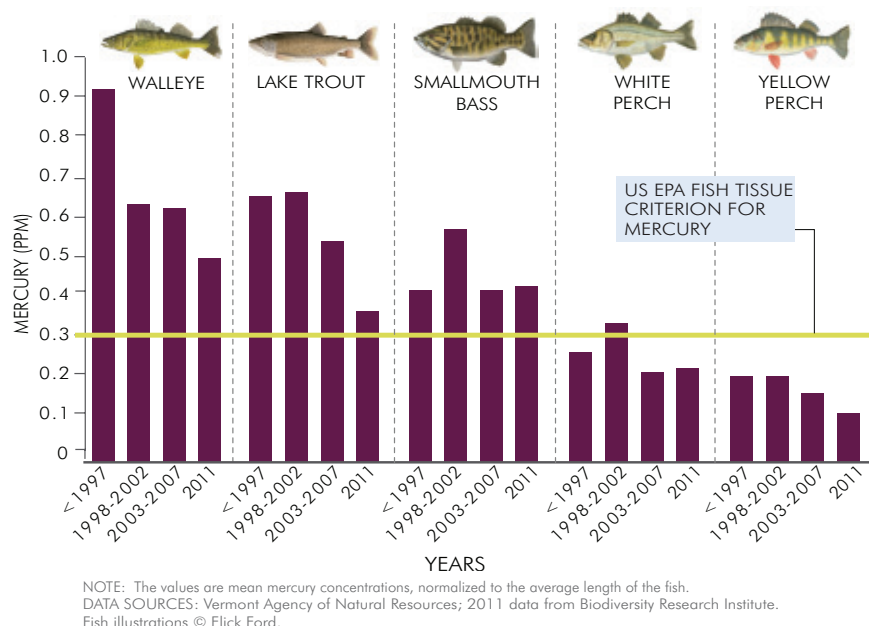 WALLEYE
LAKE TROUT
SMALLMOUTH
BASS
WHITE
PERCH
YELLOW
PERCH
US EPA FISH TISSUE
CRITERION FOR
MERCURY
MERCURY (PPM)
1.0
0.9
0.8
0.7
0.6
0.5
0.4
0.3
0.2
0.1
0
< 1997
1998-2002
2003-2007
2011
< 1997
1998-2002
2003-2007
2011
< 1997
1998-2002
2003-2007
2011
< 1997
1998-2002
2003-2007
2011
< 1997
1998-2002
2003-2007
2011
YEARS
NOTE: The values are mean mercury concentrations, normalized to the average length of the fish.
DATA SOURCES: Vermont Agency of Natural Resources; 2011 data from Biodiversity Research Institute.
Fish illustrations © Flick Ford.